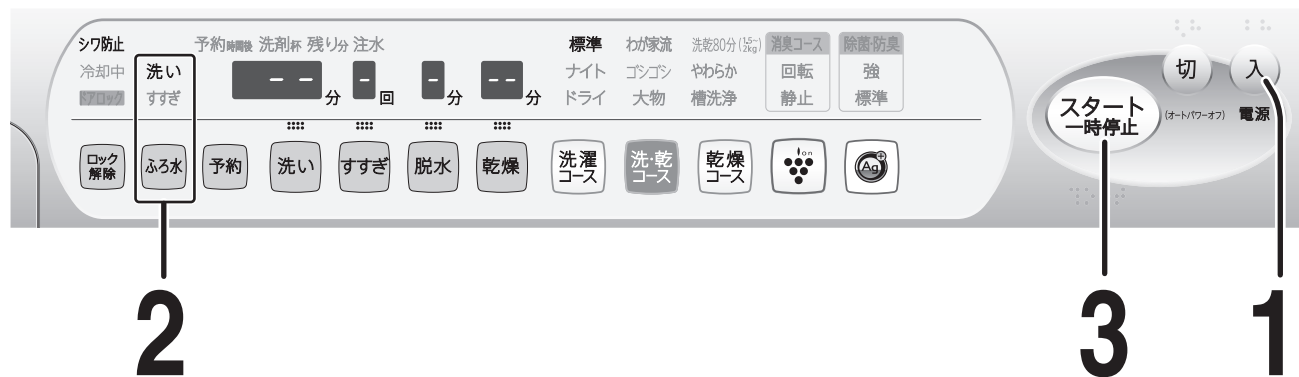 シワ防止 予約時間後 洗剤杯 残り分 注水 標準 わが家流 洗乾80分(1.5~2kg) 消臭コース 除菌防臭
冷却中 洗い ナイト ゴシゴシ やわらか 回転 強
ドアロック すすぎ -- 分 - 回 - 分 -- 分 ドライ 大物 槽洗浄 静止 標準
切 入
スタート
一時停止
(オートパワーオフ) 電源
ロック解除 ふろ水 予約 洗い すすぎ 脱水 乾燥 洗濯コース 洗・乾コース 乾燥コース ion Ag+
2 3 1